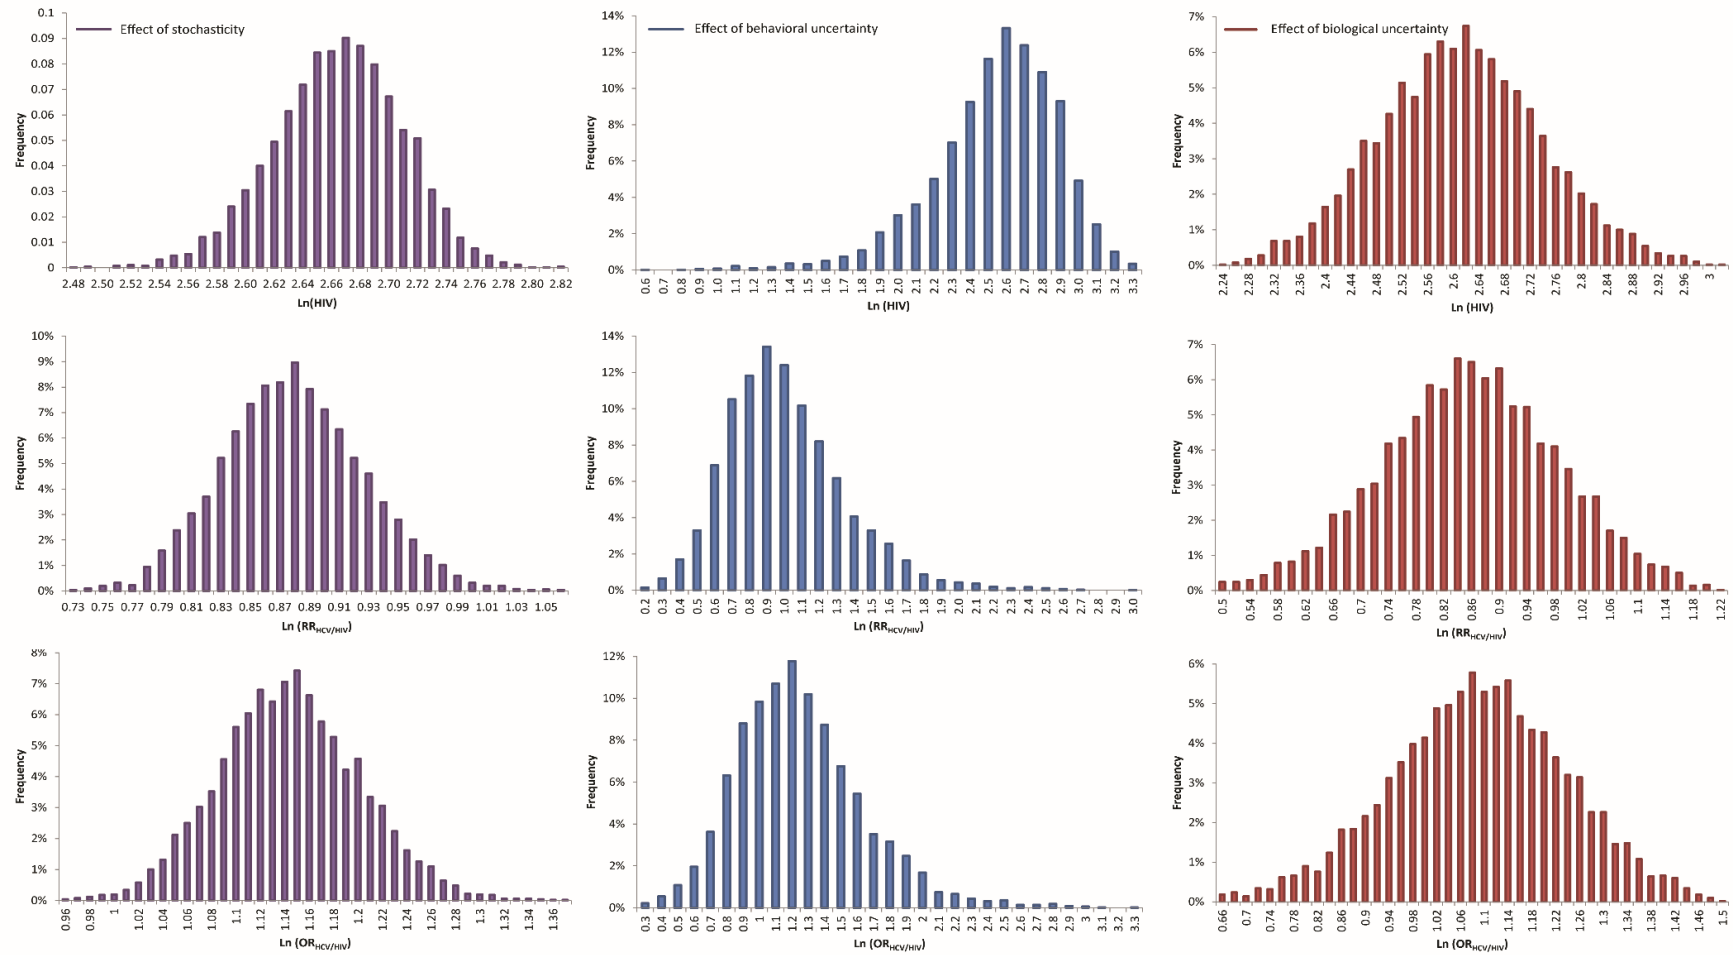 Effect of stochasticity
0.1
0.09
0.08
0.07
0.06
0.05
0.04
0.03
0.02
0.01
0
Frequency
2.48 2.50 2.52 2.54 2.56 2.58 2.60 2.62 2.64 2.66 2.68 2.70 2.72 2.74 2.76 2.78 2.80 2.82
Ln(HIV)
Effect of behavioral uncertainty
14%
12%
10%
8%
6%
4%
2%
0%
Frequency
0.6 0.7 0.8 0.9 1.0 1.1 1.2 1.3 1.4 1.5 1.6 1.7 1.8 1.9 2.0 2.1 2.2 2.3 2.4 2.5 2.6 2.7 2.8 2.9 3.0 3.1 3.2 3.3
Ln (HIV)
Effect of biological uncertainty
7%
6%
5%
4%
3%
2%
1%
0%
Frequency
2.24 2.28 2.32 2.36 2.4 2.44 2.48 2.52 2.56 2.6 2.64 2.68 2.72 2.76 2.8 2.84 2.88 2.92 2.96 3
Ln (HIV)
10%
9%
8%
7%
6%
5%
4%
3%
2%
1%
0%
Frequency
0.73 0.75 0.77 0.79 0.81 0.83 0.85 0.87 0.89 0.91 0.93 0.95 0.97 0.99 1.01 1.03 1.05
Ln (RRHCV/HIV)
14%
12%
10%
8%
6%
4%
2%
0%
Frequency
0.2 0.3 0.4 0.5 0.6 0.7 0.8 0.9 1.0 1.1 1.2 1.3 1.4 1.5 1.6 1.7 1.8 1.9 2.0 2.1 2.2 2.3 2.4 2.5 2.6 2.7 2.8 2.9 3.0
Ln (RRHCV/HIV)
7%
6%
5%
4%
3%
2%
1%
0%
Frequency
0.5 0.54 0.58 0.62 0.66 0.7 0.74 0.78 0.82 0.86 0.9 0.94 0.98 1.02 1.06 1.1 1.14 1.18 1.22
Ln (RRHCV/HIV)
8%
7%
6%
5%
4%
3%
2%
1%
0%
Frequency
0.96 0.98 1 1.02 1.04 1.06 1.08 1.1 1.12 1.14 1.16 1.18 1.2 1.22 1.24 1.26 1.28 1.3 1.32 1.34 1.36
Ln (ORHCV/HIV)
12%
10%
8%
6%
4%
2%
0%
Frequency
0.3 0.4 0.5 0.6 0.7 0.8 0.9 1 1.1 1.2 1.3 1.4 1.5 1.6 1.7 1.8 1.9 2.0 2.1 2.2 2.3 2.4 2.5 2.6 2.7 2.8 2.9 3 3.1 3.2 3.3
Ln (ORHCV/HIV)
6%
5%
4%
3%
2%
1%
0%
Frequency
0.66 0.7 0.74 0.78 0.82 0.86 0.9 0.94 0.98 1.02 1.06 1.1 1.14 1.18 1.22 1.26 1.3 1.34 1.38 1.42 1.46 1.5
Ln (ORHCV/HIV)